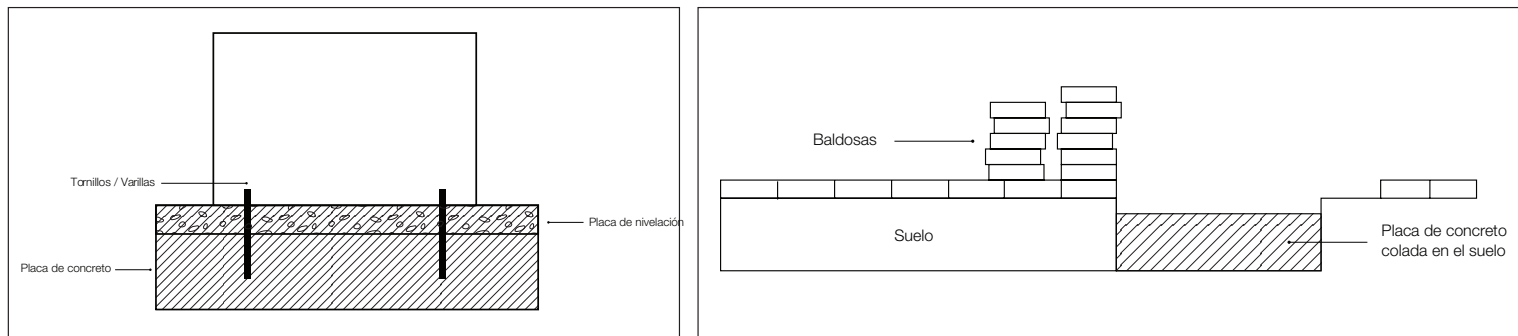 Tornillos / Varillas
Placa de nivelación
Placa de concreto
Baldosas
Suelo
Placa de concreto
colada en el suelo